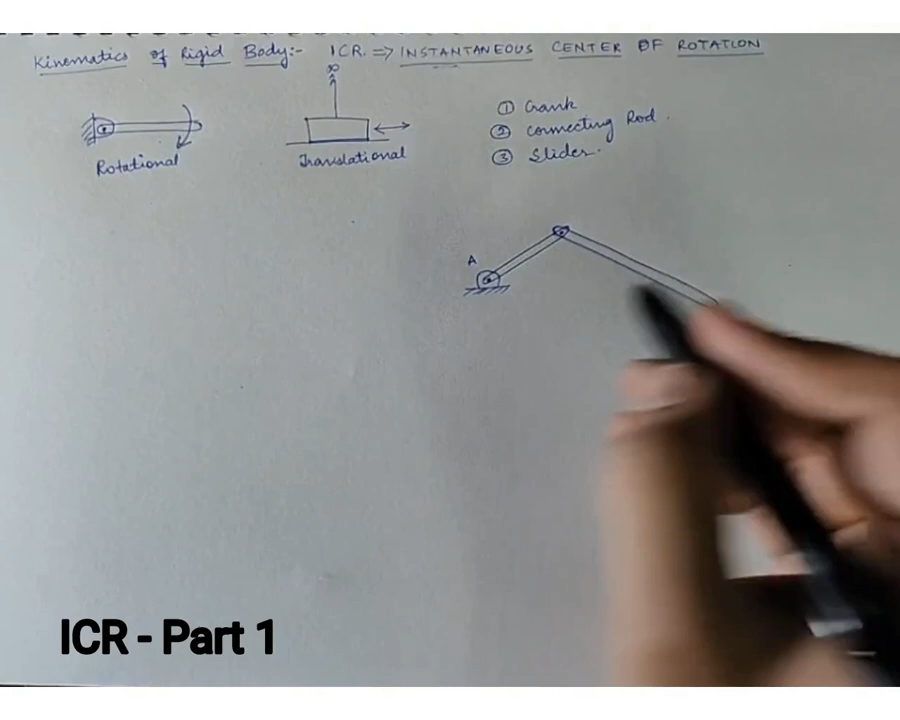 Kinematics of Rigid Body:- ICR. => INSTANTANEOUS CENTER OF ROTATION
∞
① Crank
② Connecting Rod.
③ Slider.
Rotational
Translational
A
ICR - Part 1